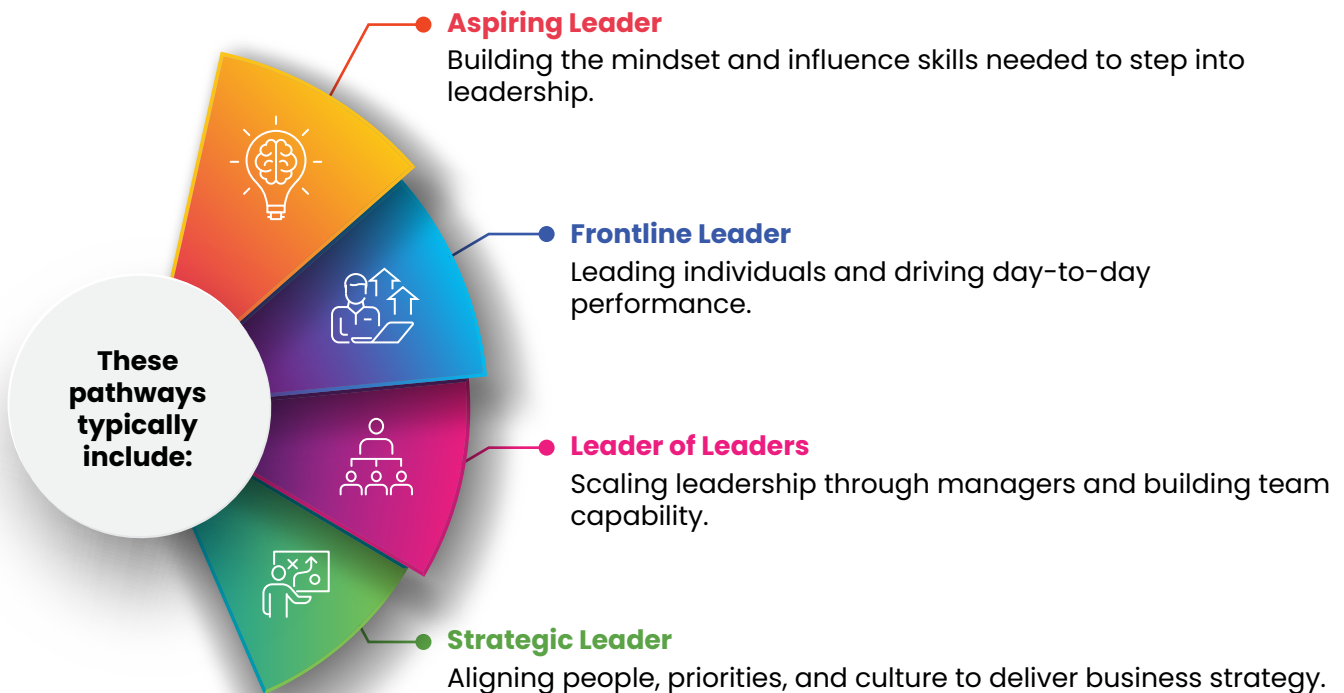 Aspiring Leader
Building the mindset and influence skills needed to step into
leadership.
Frontline Leader
Leading individuals and driving day-to-day
performance.
These
pathways
typically
include:
Leader of Leaders
Scaling leadership through managers and building team
capability.
Strategic Leader
Aligning people, priorities, and culture to deliver business strategy.